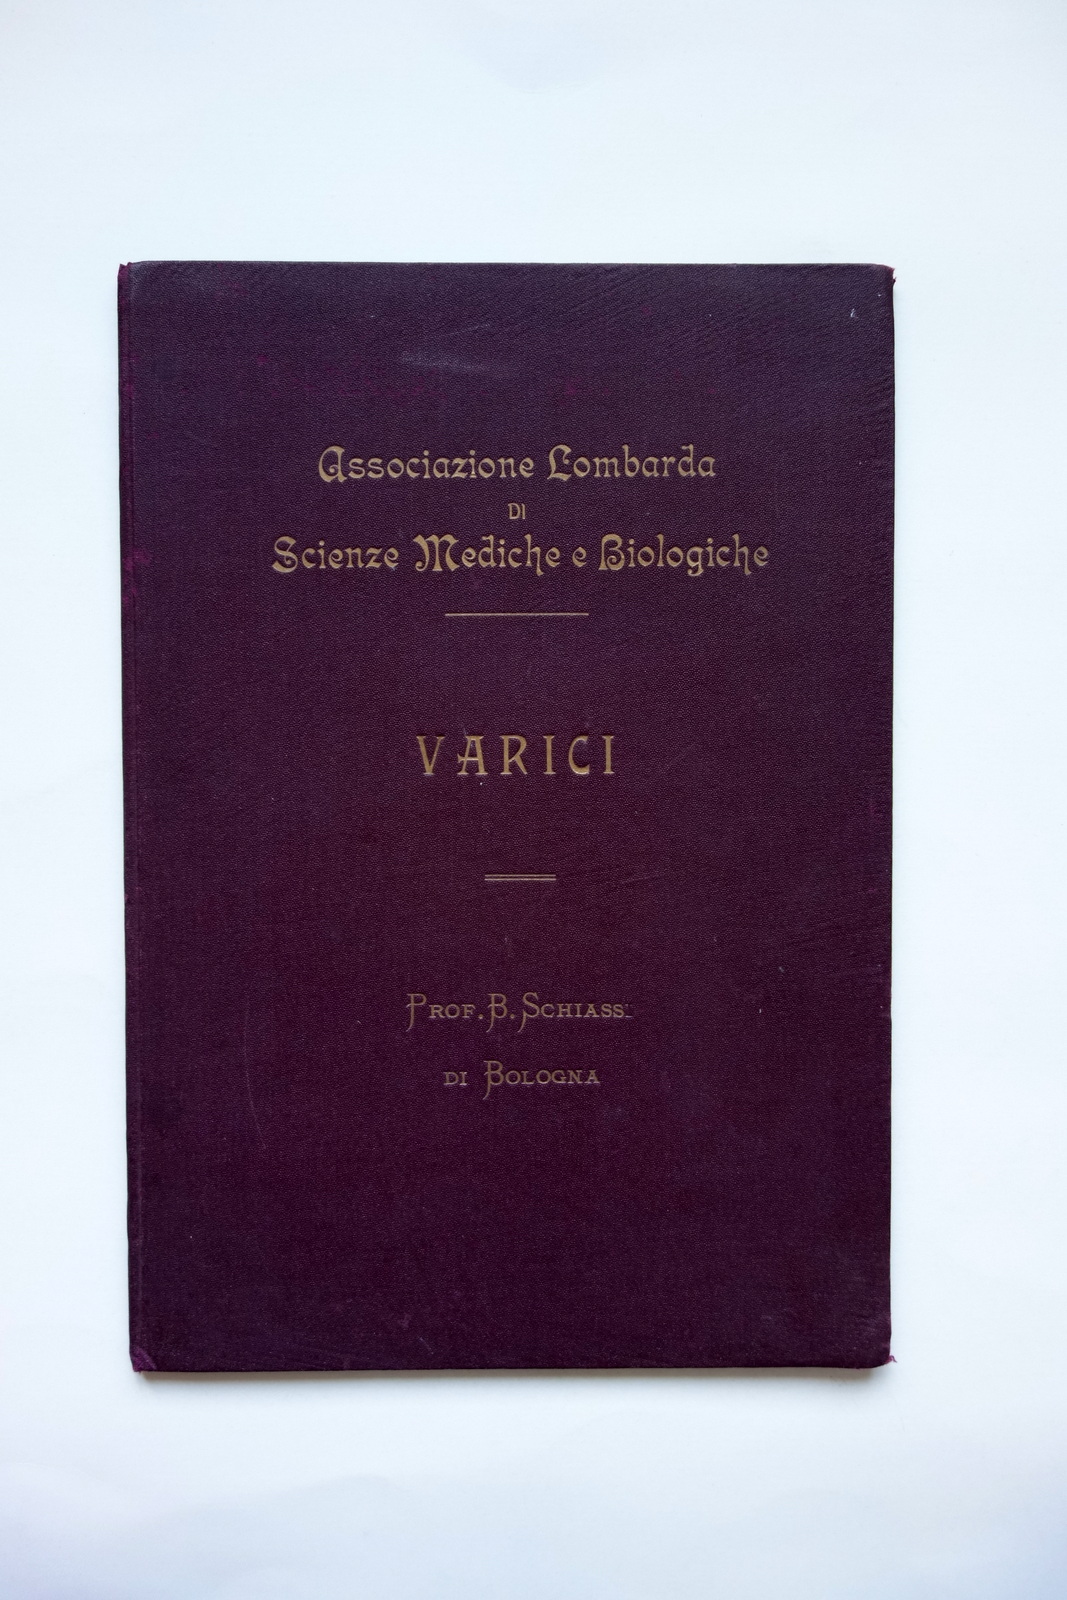 Associazione Lombarda
DI
Scienze Mediche e Biologiche
VARICI
PROF. B. SCHIASSI
DI BOLOGNA